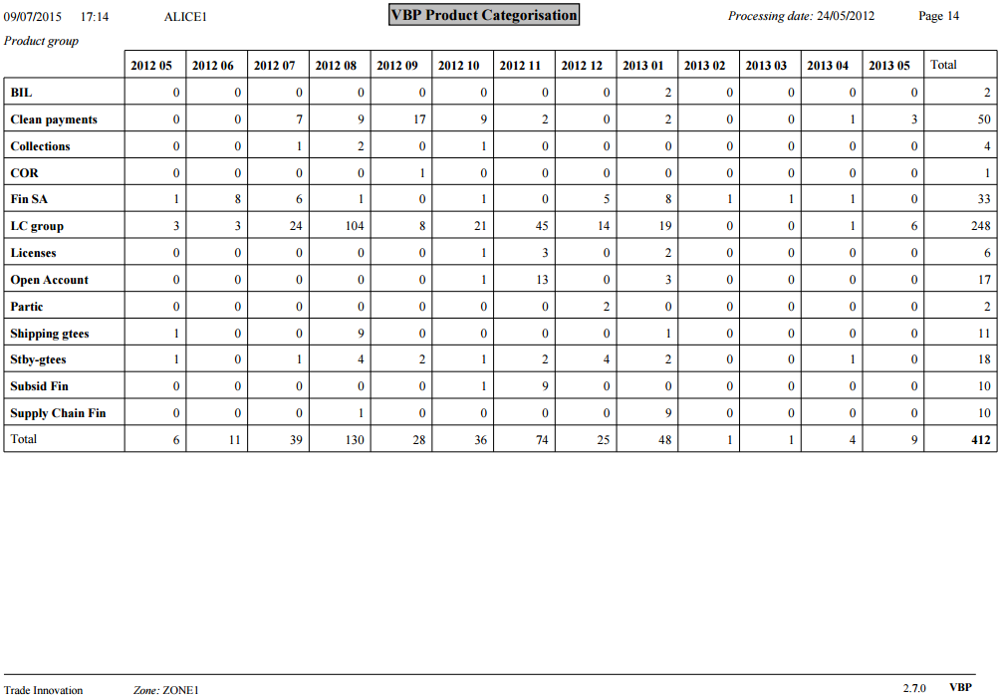 09/07/2015 17:14 ALICE1 VBP Product Categorisation Processing date: 24/05/2012 Page 14
Product group
2012 05 2012 06 2012 07 2012 08 2012 09 2012 10 2012 11 2012 12 2013 01 2013 02 2013 03 2013 04 2013 05 Total
BIL 0 0 0 0 0 0 0 0 2 0 0 0 0 2
Clean payments 0 0 7 9 17 9 2 0 2 0 0 1 3 50
Collections 0 0 1 2 0 1 0 0 0 0 0 0 0 4
COR 0 0 0 0 1 0 0 0 0 0 0 0 0 1
Fin SA 1 8 6 1 0 1 0 5 8 1 1 1 0 33
LC group 3 3 24 104 8 21 45 14 19 0 0 1 6 248
Licenses 0 0 0 0 0 1 3 0 2 0 0 0 0 6
Open Account 0 0 0 0 0 1 13 0 3 0 0 0 0 17
Partic 0 0 0 0 0 0 0 2 0 0 0 0 0 2
Shipping gtees 1 0 0 9 0 0 0 0 1 0 0 0 0 11
Stby-gtees 1 0 1 4 2 1 2 4 2 0 0 1 0 18
Subsid Fin 0 0 0 0 0 1 9 0 0 0 0 0 0 10
Supply Chain Fin 0 0 0 1 0 0 0 0 9 0 0 0 0 10
Total 6 11 39 130 28 36 74 25 48 1 1 4 9 412
Trade Innovation Zone: ZONE1 2.7.0 VBP